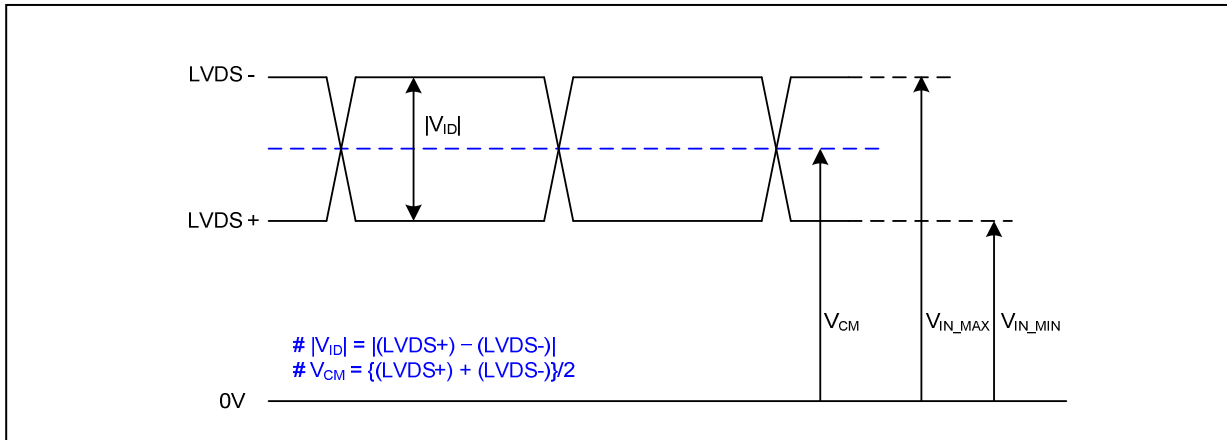 LVDS -
|VID|
LVDS +
VCM
VIN_MAX
VIN_MIN
# |VID| = |(LVDS+) – (LVDS-)|
# VCM = {(LVDS+) + (LVDS-)}/2
0V